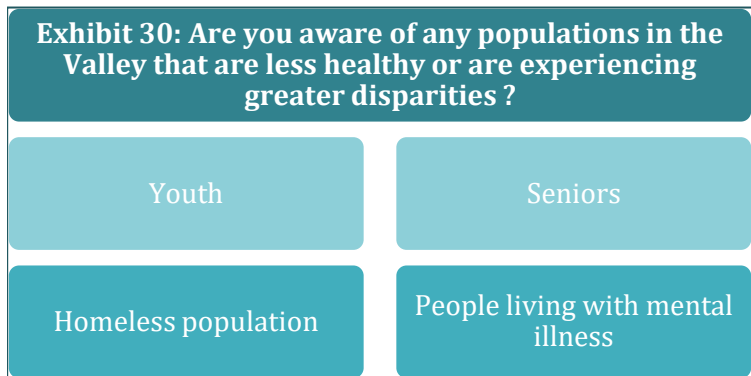 Exhibit 30: Are you aware of any populations in the
Valley that are less healthy or are experiencing
greater disparities ?
Youth
Seniors
Homeless population
People living with mental
illness